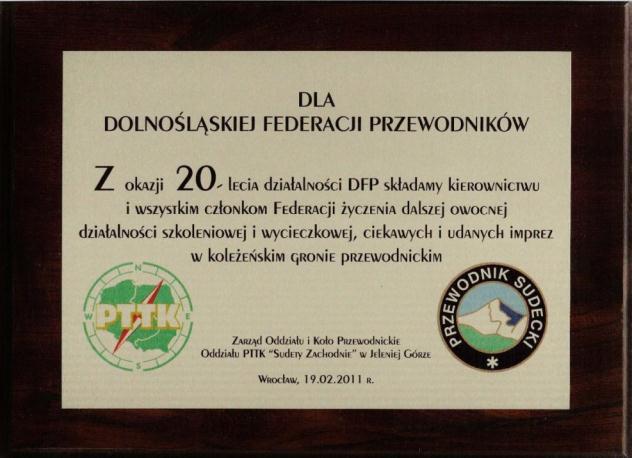 DLA
DOLNOŚLĄSKIEJ FEDERACJI PRZEWODNIKÓW
Z okazji 20- lecia działalności DFP składamy kierownictwu
i wszystkim członkom Federacji życzenia dalszej owocnej
działalności szkoleniowej i wycieczkowej, ciekawych i udanych imprez
w koleżeńskim gronie przewodnickim
N
W PTTK E
S
PRZEWODNIK SUDECKI
*
Zarząd Oddziału i Koło Przewodnickie
Oddziału PTTK "Sudety Zachodnie" w Jeleniej Górze
Wrocław, 19.02.2011 r.